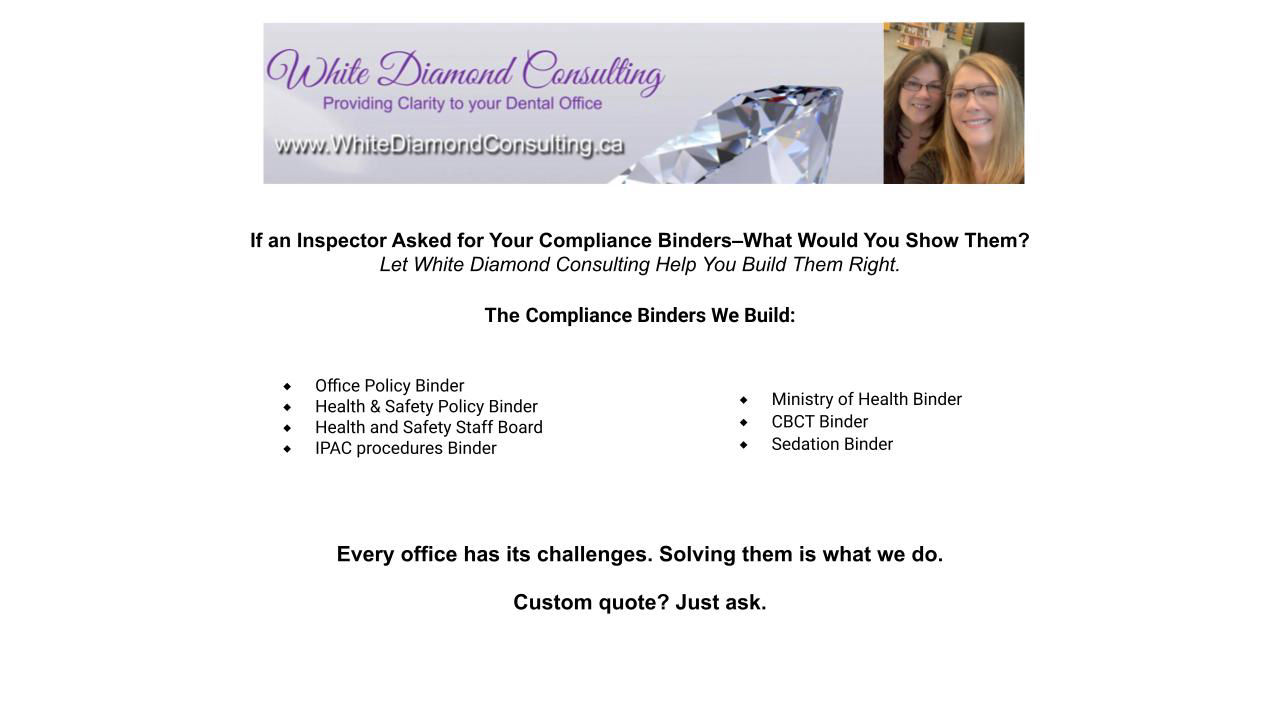 White Diamond Consulting
Providing Clarity to your Dental Office
www.WhiteDiamondConsulting.ca
If an Inspector Asked for Your Compliance Binders–What Would You Show Them?
Let White Diamond Consulting Help You Build Them Right.
The Compliance Binders We Build:
◆ Office Policy Binder
◆ Health & Safety Policy Binder
◆ Health and Safety Staff Board
◆ IPAC procedures Binder
◆ Ministry of Health Binder
◆ CBCT Binder
◆ Sedation Binder
Every office has its challenges. Solving them is what we do.
Custom quote? Just ask.